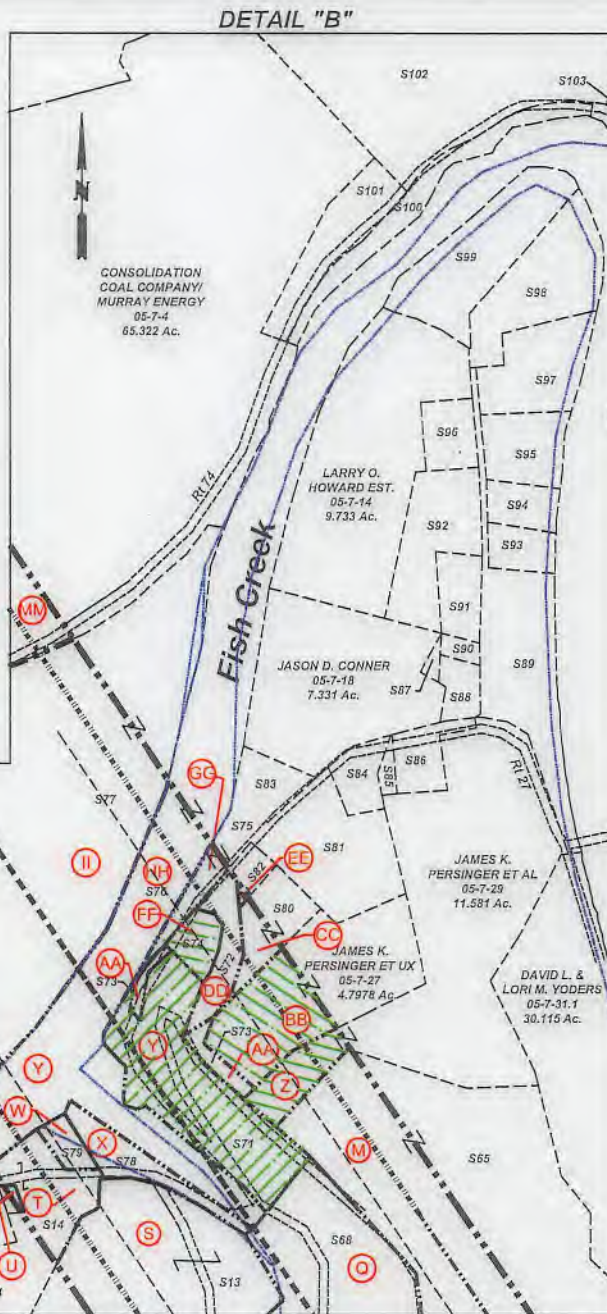 DETAIL "B"
S102
S103
N
S101
S100
S99
CONSOLIDATION
COAL COMPANY/
MURRAY ENERGY
05-7-4
65.322 Ac.
S98
S97
S96
S95
Rt 74
LARRY O.
HOWARD EST.
05-7-14
9.733 Ac.
S94
S92
S93
Fish Creek
MM
S91
S90
S89
JASON D. CONNER
05-7-18
7.331 Ac.
S87
S88
GG
S83
S84
S85
S86
Rt 27
S77
S75
S81
II
HH
S76
EE
S82
JAMES K.
PERSINGER ET AL
05-7-29
11.581 Ac.
FF
S80
S74
CC
JAMES K.
PERSINGER ET UX
05-7-27
4.7978 Ac
AA
S73
S72
DD
DAVID L. &
LORI M. YODERS
05-7-31.1
30.115 Ac.
BB
S73
Y
AA
Y
Z
W
X
S71
M
S79
S78
S65
T
S14
S
S68
U
S13
Q